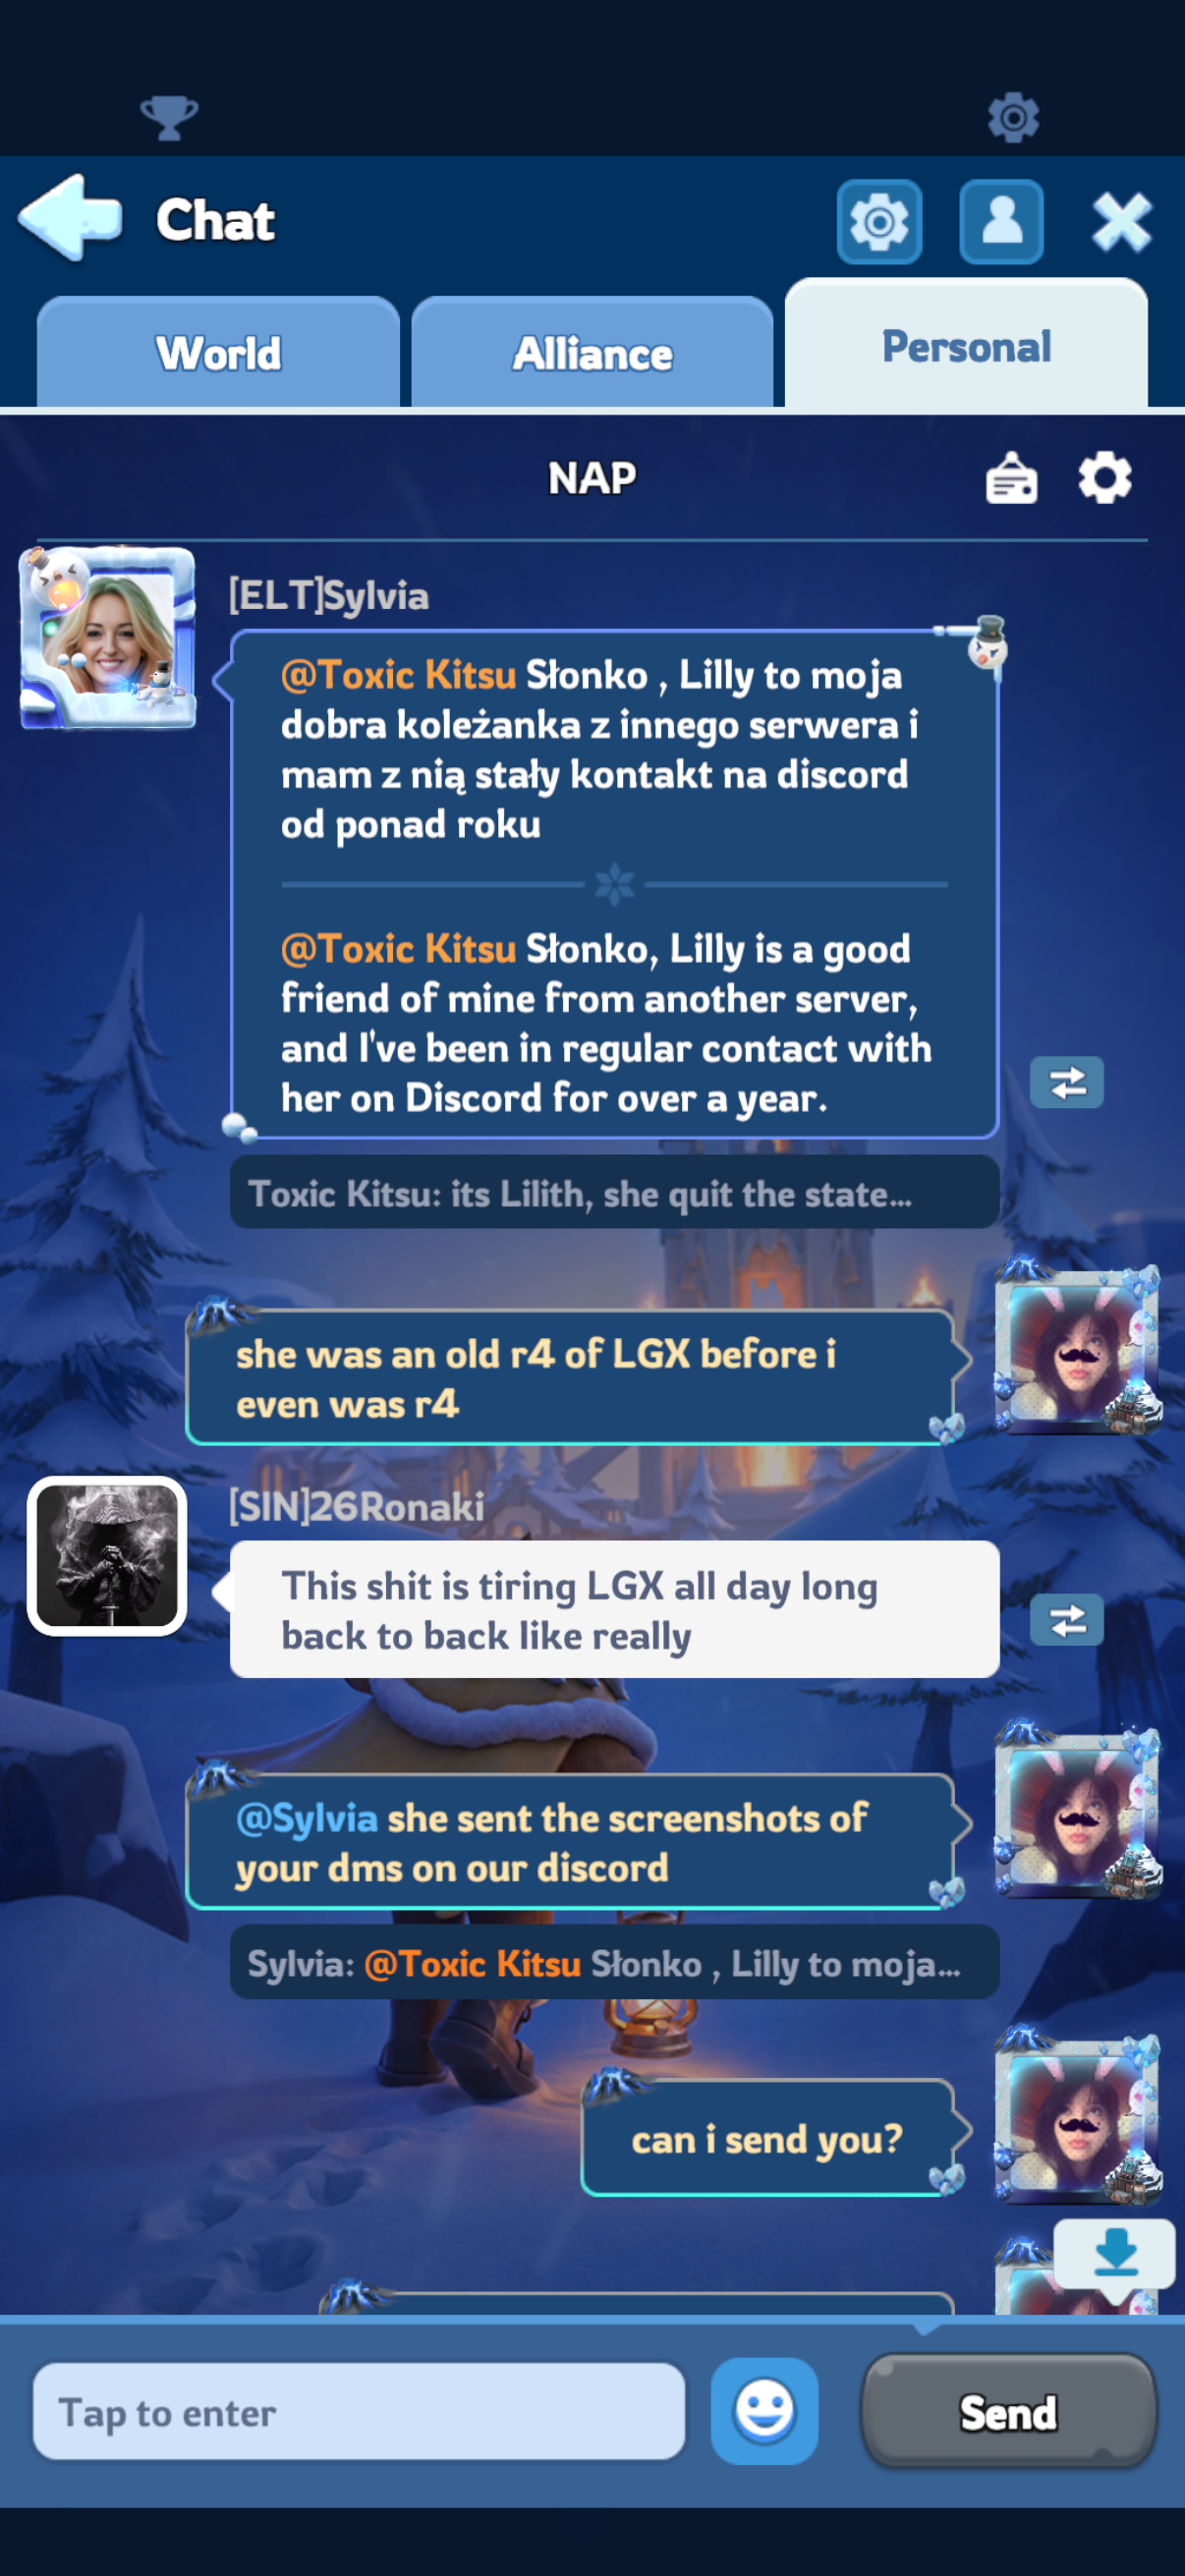 Chat
World
Alliance
Personal
NAP
[ELT]Sylvia
@Toxic Kitsu Słonko , Lilly to moja
dobra koleżanka z innego serwera i
mam z nią stały kontakt na discord
od ponad roku
@Toxic Kitsu Słonko, Lilly is a good
friend of mine from another server,
and I've been in regular contact with
her on Discord for over a year.
Toxic Kitsu: its Lilith, she quit the state...
she was an old r4 of LGX before i
even was r4
[SIN]26Ronaki
This shit is tiring LGX all day long
back to back like really
@Sylvia she sent the screenshots of
your dms on our discord
Sylvia: @Toxic Kitsu Słonko , Lilly to moja...
can i send you?
Tap to enter
Send